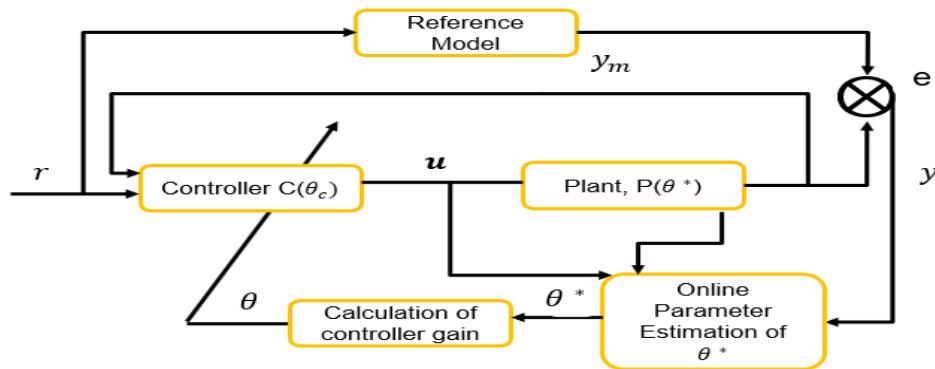 Reference
Model
y_m
e
r
Controller C(θ_c)
u
Plant, P(θ *)
y
θ
Calculation of
controller gain
θ *
Online
Parameter
Estimation of
θ *